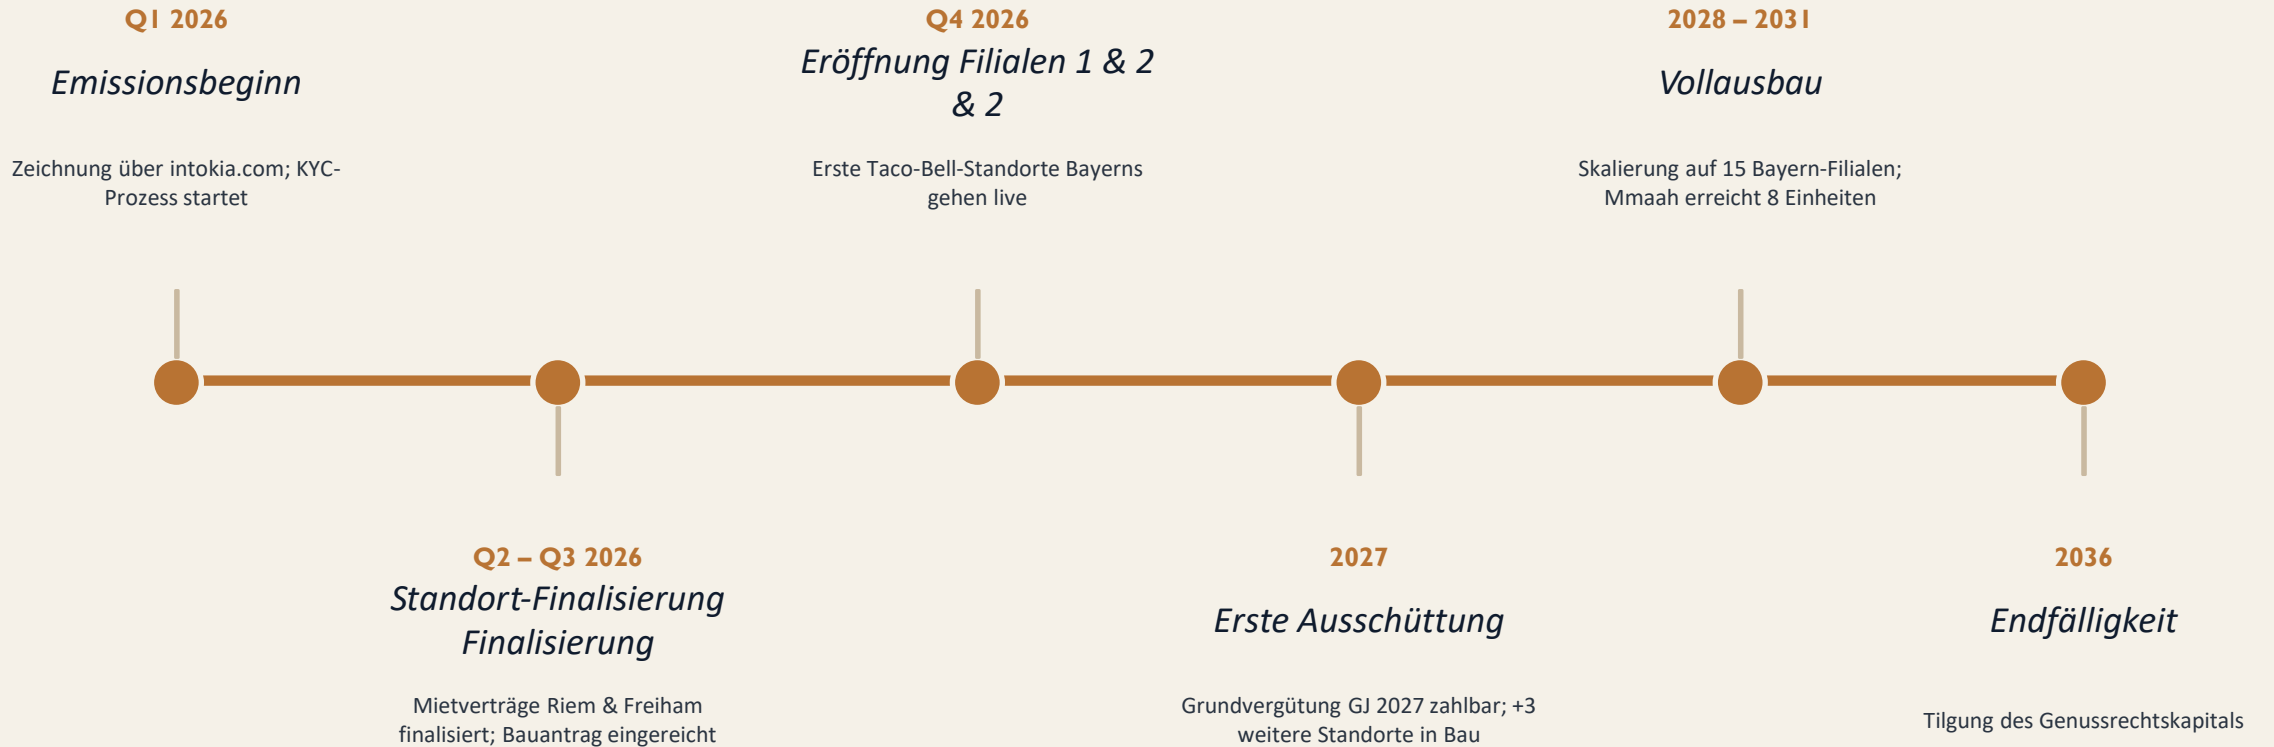 Q1 2026
Emissionsbeginn
Zeichnung über intokia.com; KYC-
Prozess startet
Q2 – Q3 2026
Standort-Finalisierung
Finalisierung
Mietverträge Riem & Freiham
finalisiert; Bauantrag eingereicht
Q4 2026
Eröffnung Filialen 1 & 2
& 2
Erste Taco-Bell-Standorte Bayerns
gehen live
2027
Erste Ausschüttung
Grundvergütung GJ 2027 zahlbar; +3
weitere Standorte in Bau
2028 – 2031
Vollausbau
Skalierung auf 15 Bayern-Filialen;
Mmaah erreicht 8 Einheiten
2036
Endfälligkeit
Tilgung des Genussrechtskapitals